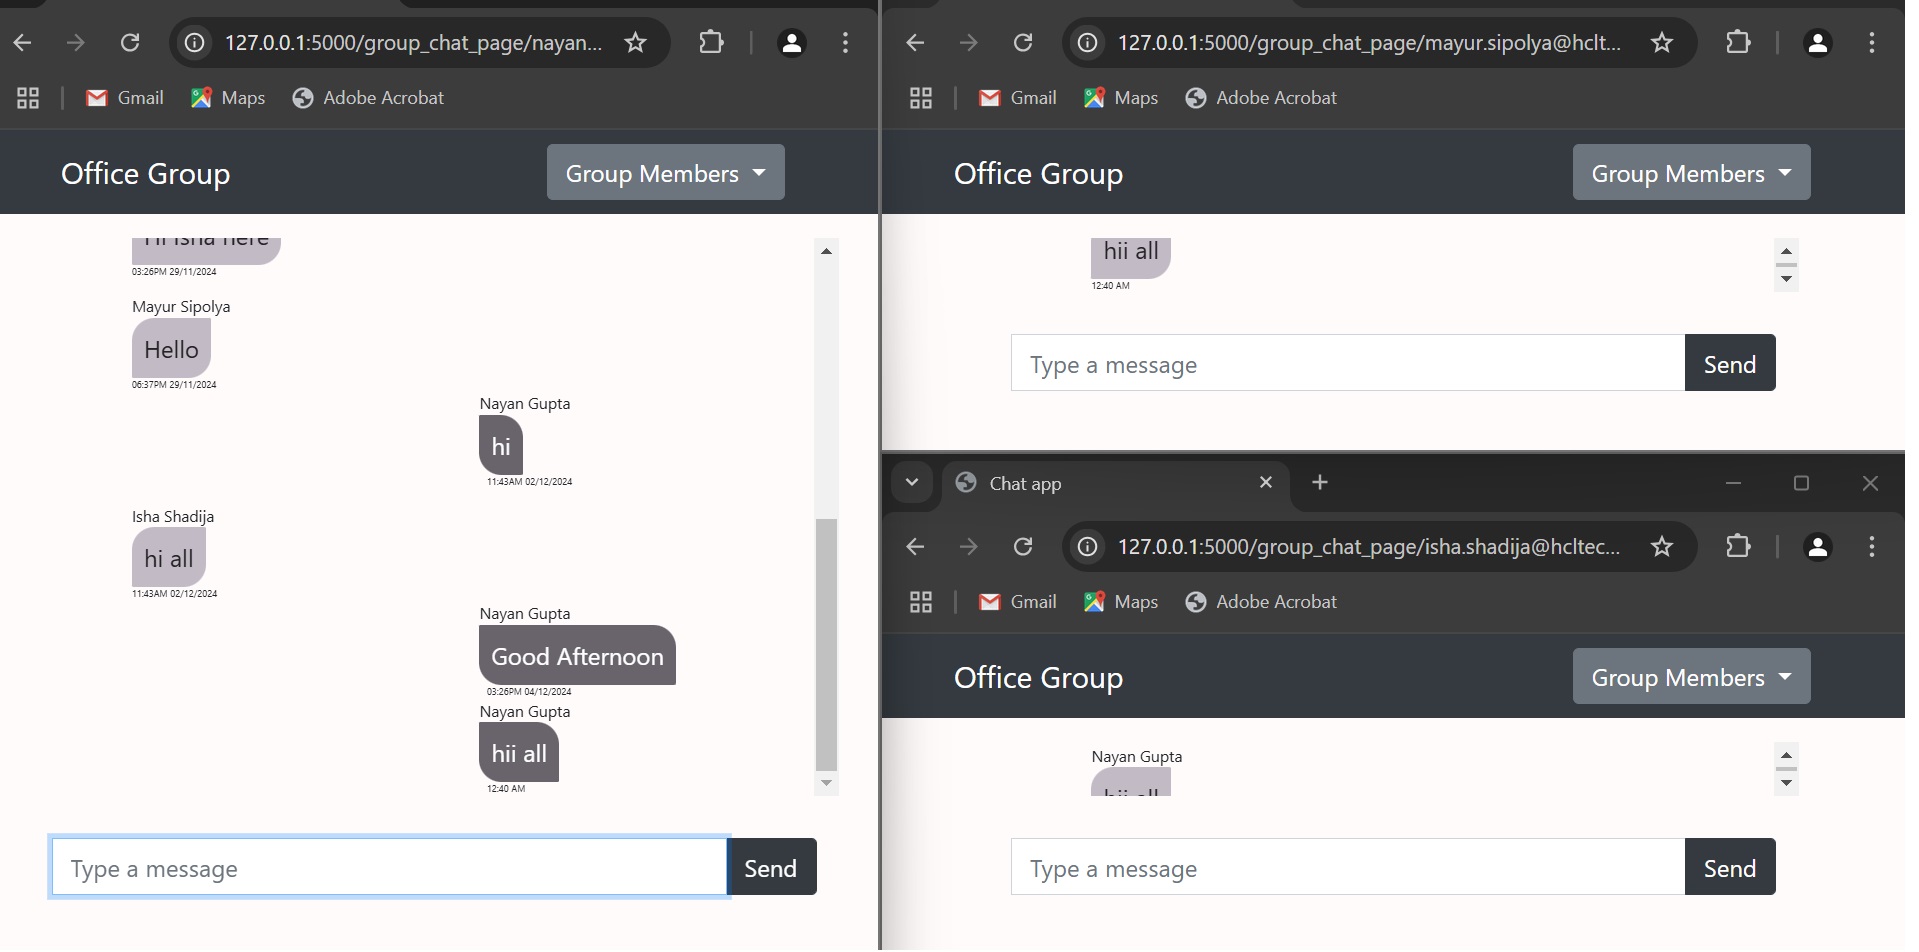 127.0.0.1:5000/group_chat_page/nayan...
Gmail
Maps
Adobe Acrobat
Office Group
Group Members
Hi Isha here
03:26PM 29/11/2024
Mayur Sipolya
Hello
06:37PM 29/11/2024
Nayan Gupta
hi
11:43AM 02/12/2024
Isha Shadija
hi all
11:43AM 02/12/2024
Nayan Gupta
Good Afternoon
03:26PM 04/12/2024
Nayan Gupta
hii all
12:40 AM
Type a message
Send
127.0.0.1:5000/group_chat_page/mayur.sipolya@hclt...
Gmail
Maps
Adobe Acrobat
Office Group
Group Members
hii all
12:40 AM
Type a message
Send
Chat app
127.0.0.1:5000/group_chat_page/isha.shadija@hcltec...
Gmail
Maps
Adobe Acrobat
Office Group
Group Members
Nayan Gupta
hii all
Type a message
Send